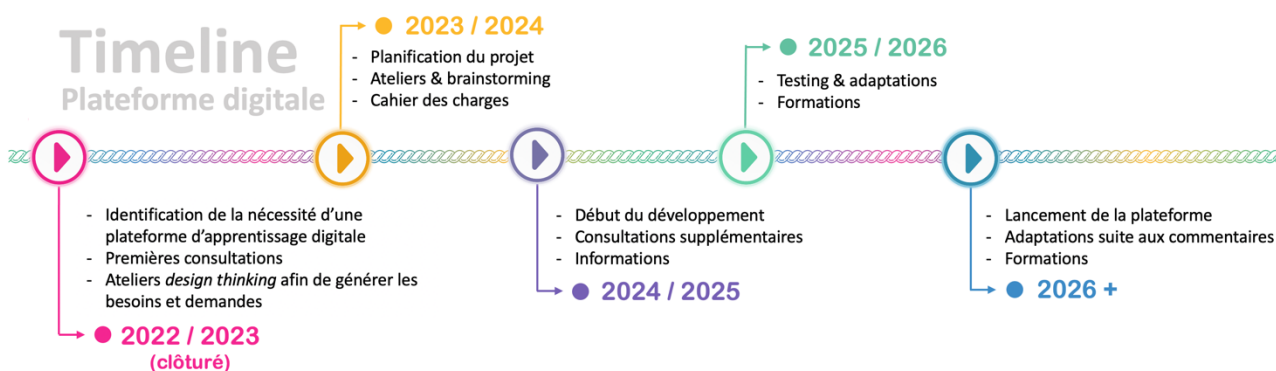 Timeline
Plateforme digitale
2023 / 2024
- Planification du projet
- Ateliers & brainstorming
- Cahier des charges
2025 / 2026
- Testing & adaptations
- Formations
- Identification de la nécessité d'une
plateforme d'apprentissage digitale
- Premières consultations
- Ateliers design thinking afin de générer les
besoins et demandes
2022 / 2023
(clôturé)
- Début du développement
- Consultations supplémentaires
- Informations
2024 / 2025
- Lancement de la plateforme
- Adaptations suite aux commentaires
- Formations
2026 +